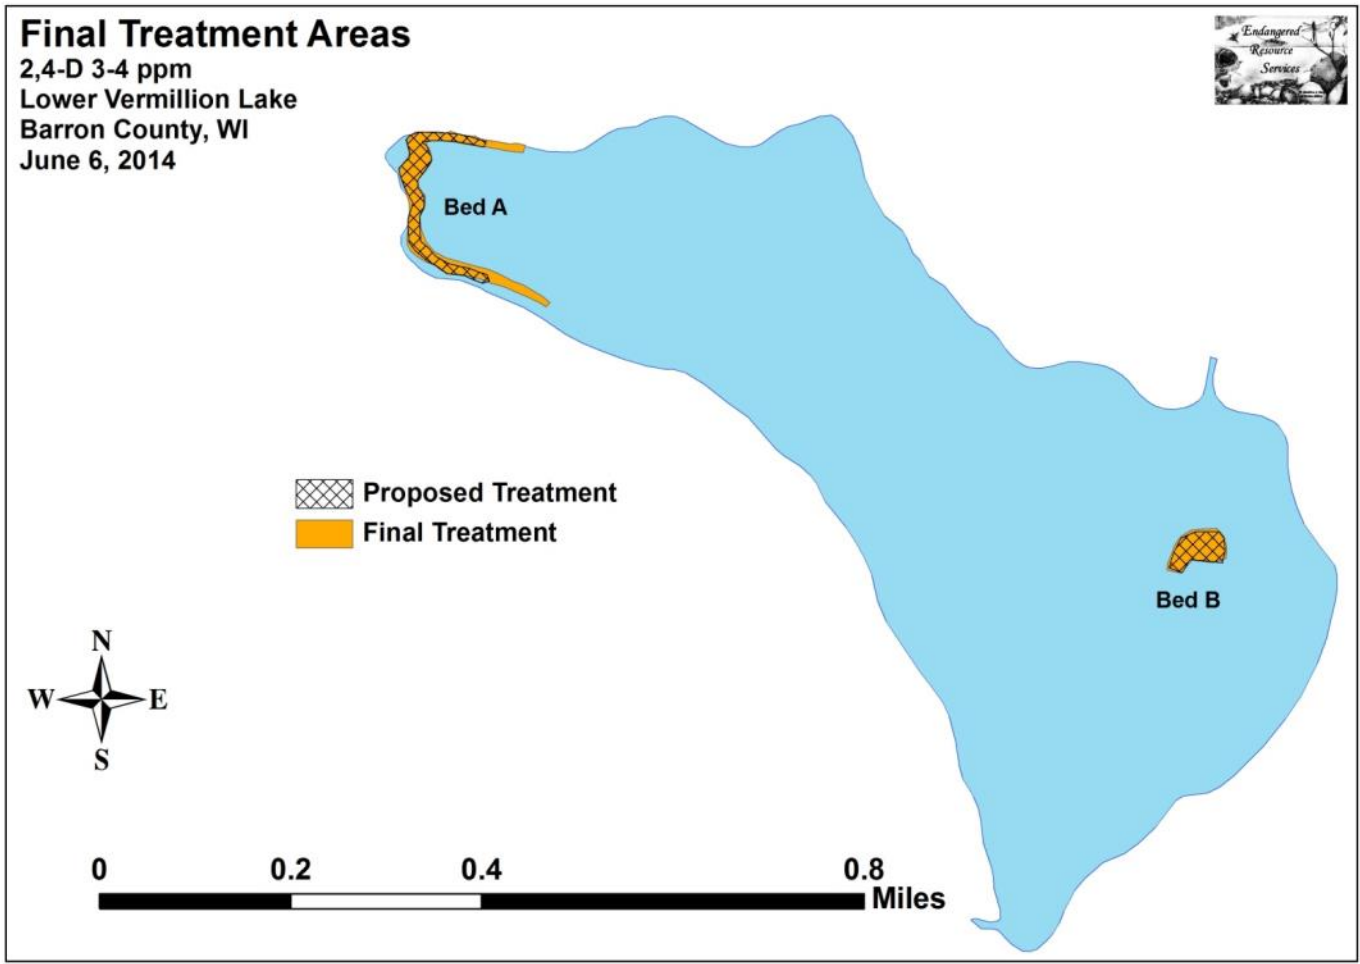 Final Treatment Areas
2,4-D 3-4 ppm
Lower Vermillion Lake
Barron County, WI
June 6, 2014
Endangered
Resource
Services
Bed A
Proposed Treatment
Final Treatment
Bed B
N
W E
S
0 0.2 0.4 0.8
Miles